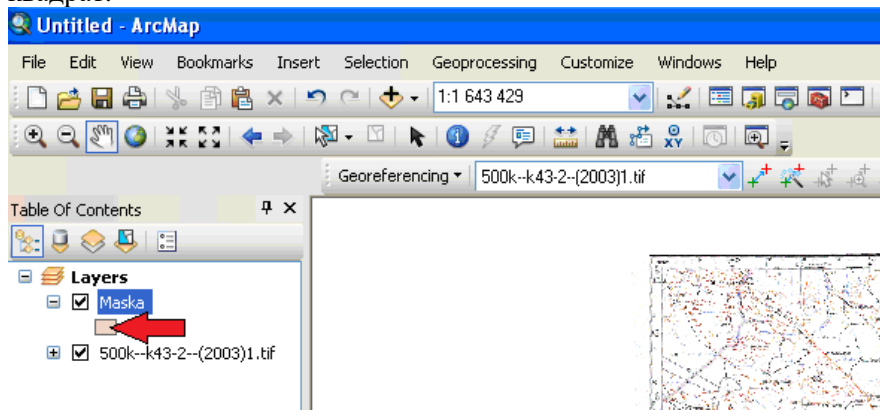 квадрат.
Untitled - ArcMap
File Edit View Bookmarks Insert Selection Geoprocessing Customize Windows Help
1:1 643 429
Georeferencing 500k--k43-2--(2003)1.tif
Table Of Contents
Layers
Maska
500k--k43-2--(2003)1.tif